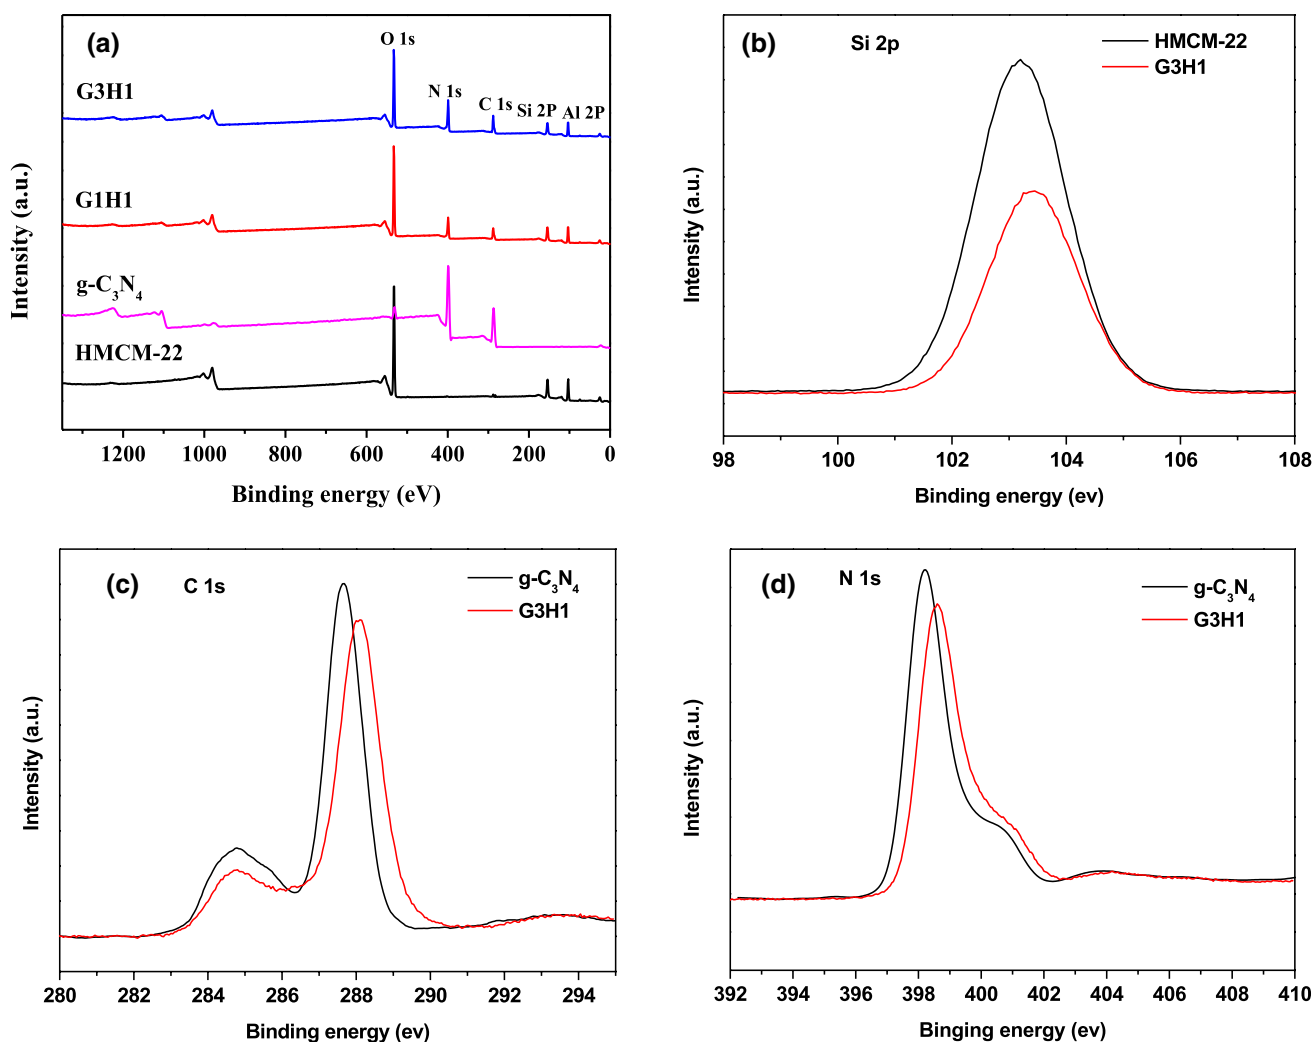 (a)
O 1s
N 1s
C 1s
Si 2P
Al 2P
G3H1
G1H1
g-C₃N₄
HMCM-22
Intensity (a.u.)
1200 1000 800 600 400 200 0
Binding energy (eV)
(b)
Si 2p
HMCM-22
G3H1
Intensity (a.u.)
98 100 102 104 106 108
Binding energy (ev)
(c)
C 1s
g-C₃N₄
G3H1
Intensity (a.u.)
280 282 284 286 288 290 292 294
Binding energy (ev)
(d)
N 1s
g-C₃N₄
G3H1
Intensity (a.u.)
392 394 396 398 400 402 404 406 408 410
Binging energy (ev)